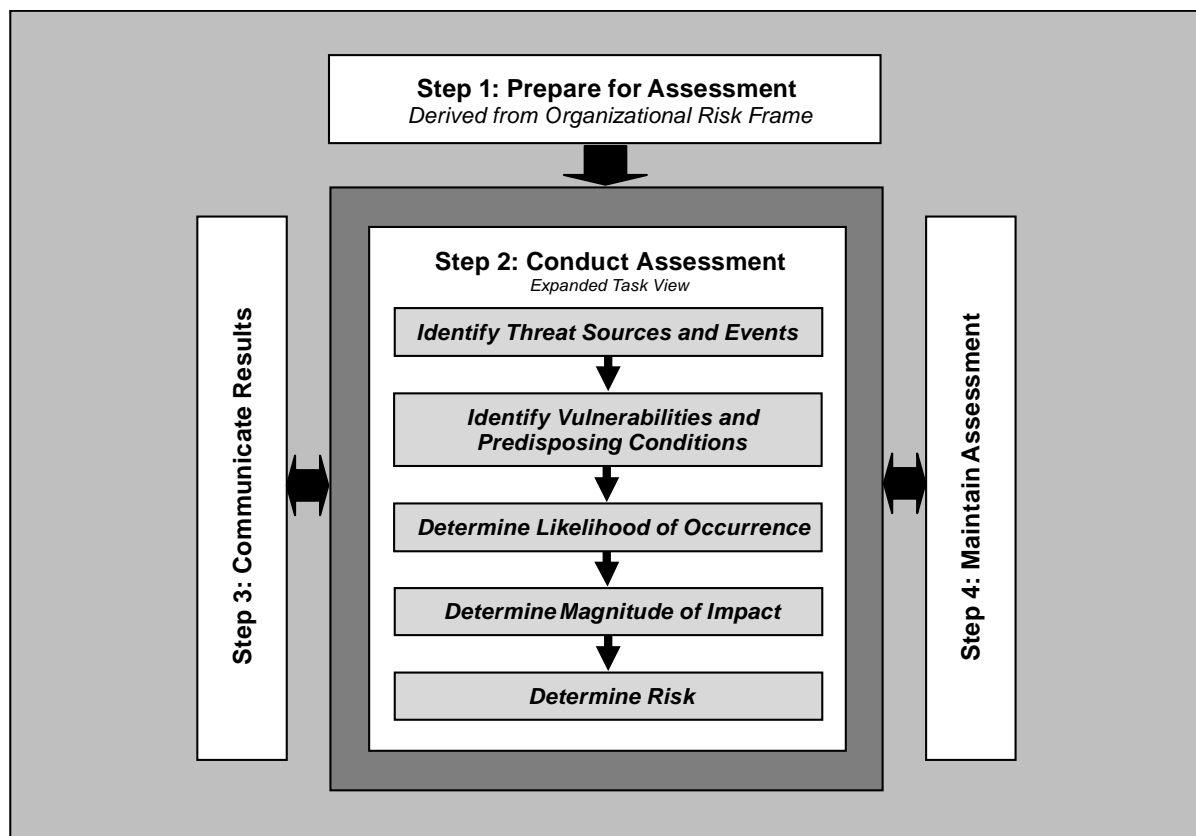 Step 1: Prepare for Assessment
Derived from Organizational Risk Frame
Step 2: Conduct Assessment
Expanded Task View
Identify Threat Sources and Events
Identify Vulnerabilities and
Predisposing Conditions
Determine Likelihood of Occurrence
Determine Magnitude of Impact
Determine Risk
Step 3: Communicate Results
Step 4: Maintain Assessment